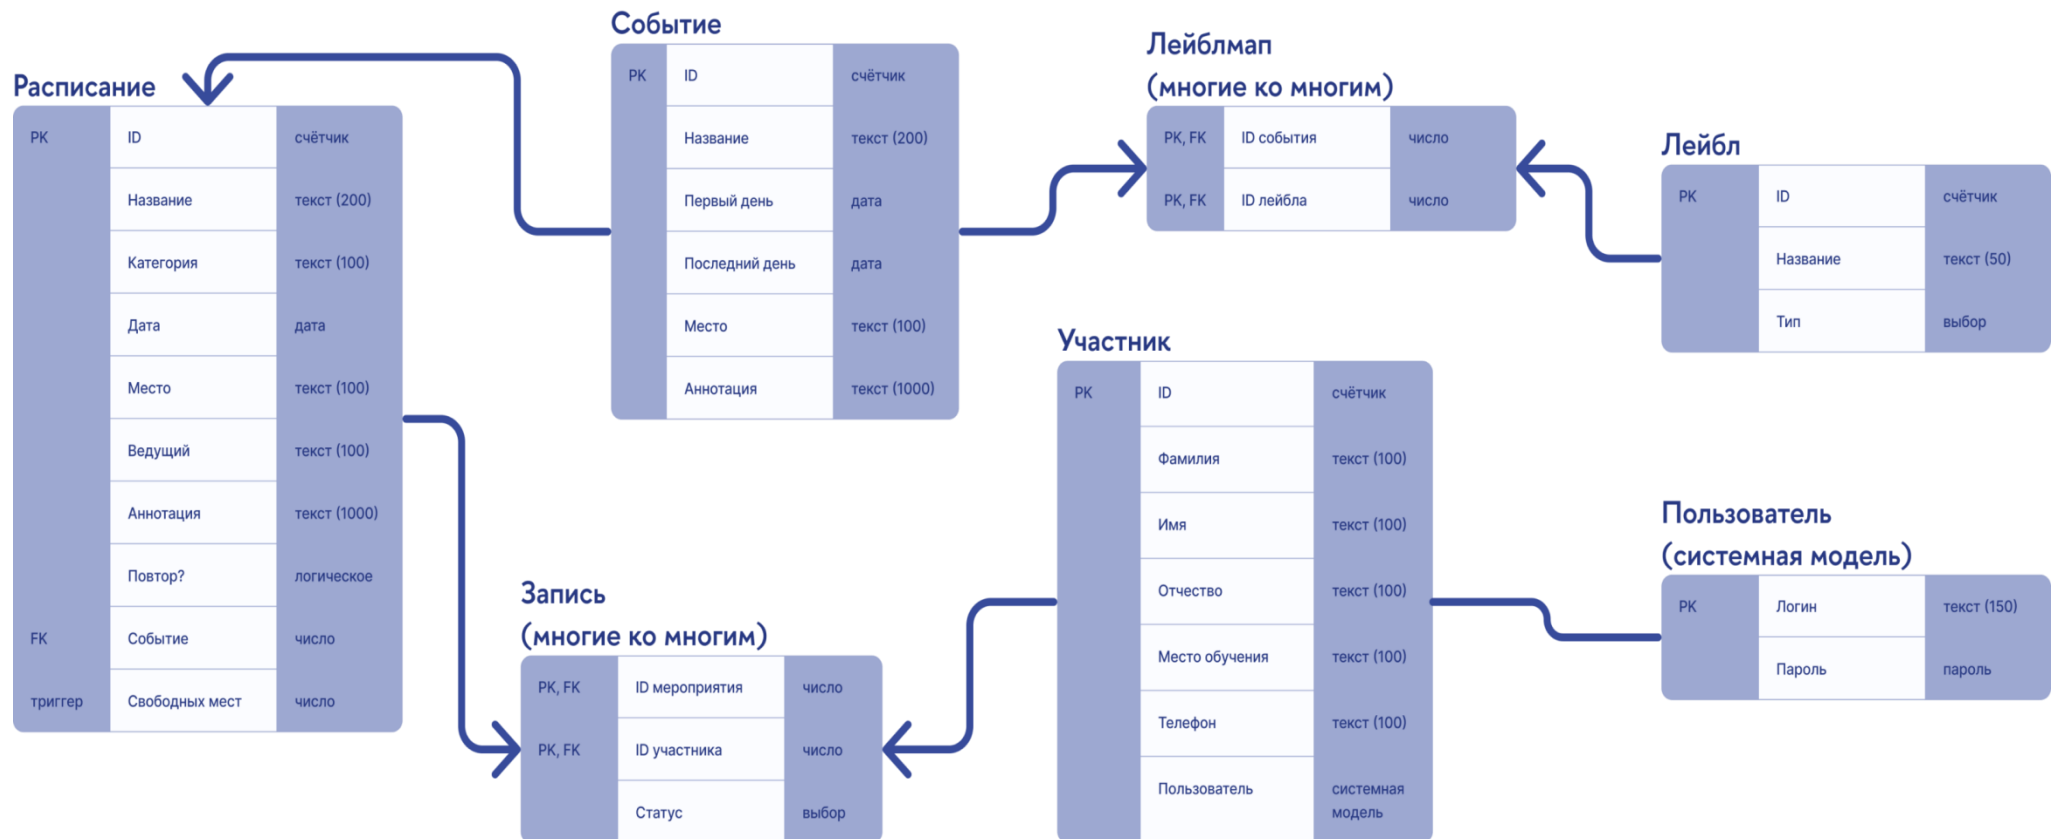 Расписание
PK ID счётчик
Название текст (200)
Категория текст (100)
Дата дата
Место текст (100)
Ведущий текст (100)
Аннотация текст (1000)
Повтор? логическое
FK Событие число
триггер Свободных мест число
Событие
PK ID счётчик
Название текст (200)
Первый день дата
Последний день дата
Место текст (100)
Аннотация текст (1000)
Лейблмап
(многие ко многим)
PK, FK ID события число
PK, FK ID лейбла число
Лейбл
PK ID счётчик
Название текст (50)
Тип выбор
Запись
(многие ко многим)
PK, FK ID мероприятия число
PK, FK ID участника число
Статус выбор
Участник
PK ID счётчик
Фамилия текст (100)
Имя текст (100)
Отчество текст (100)
Место обучения текст (100)
Телефон текст (100)
Пользователь системная
модель
Пользователь
(системная модель)
PK Логин текст (150)
Пароль пароль